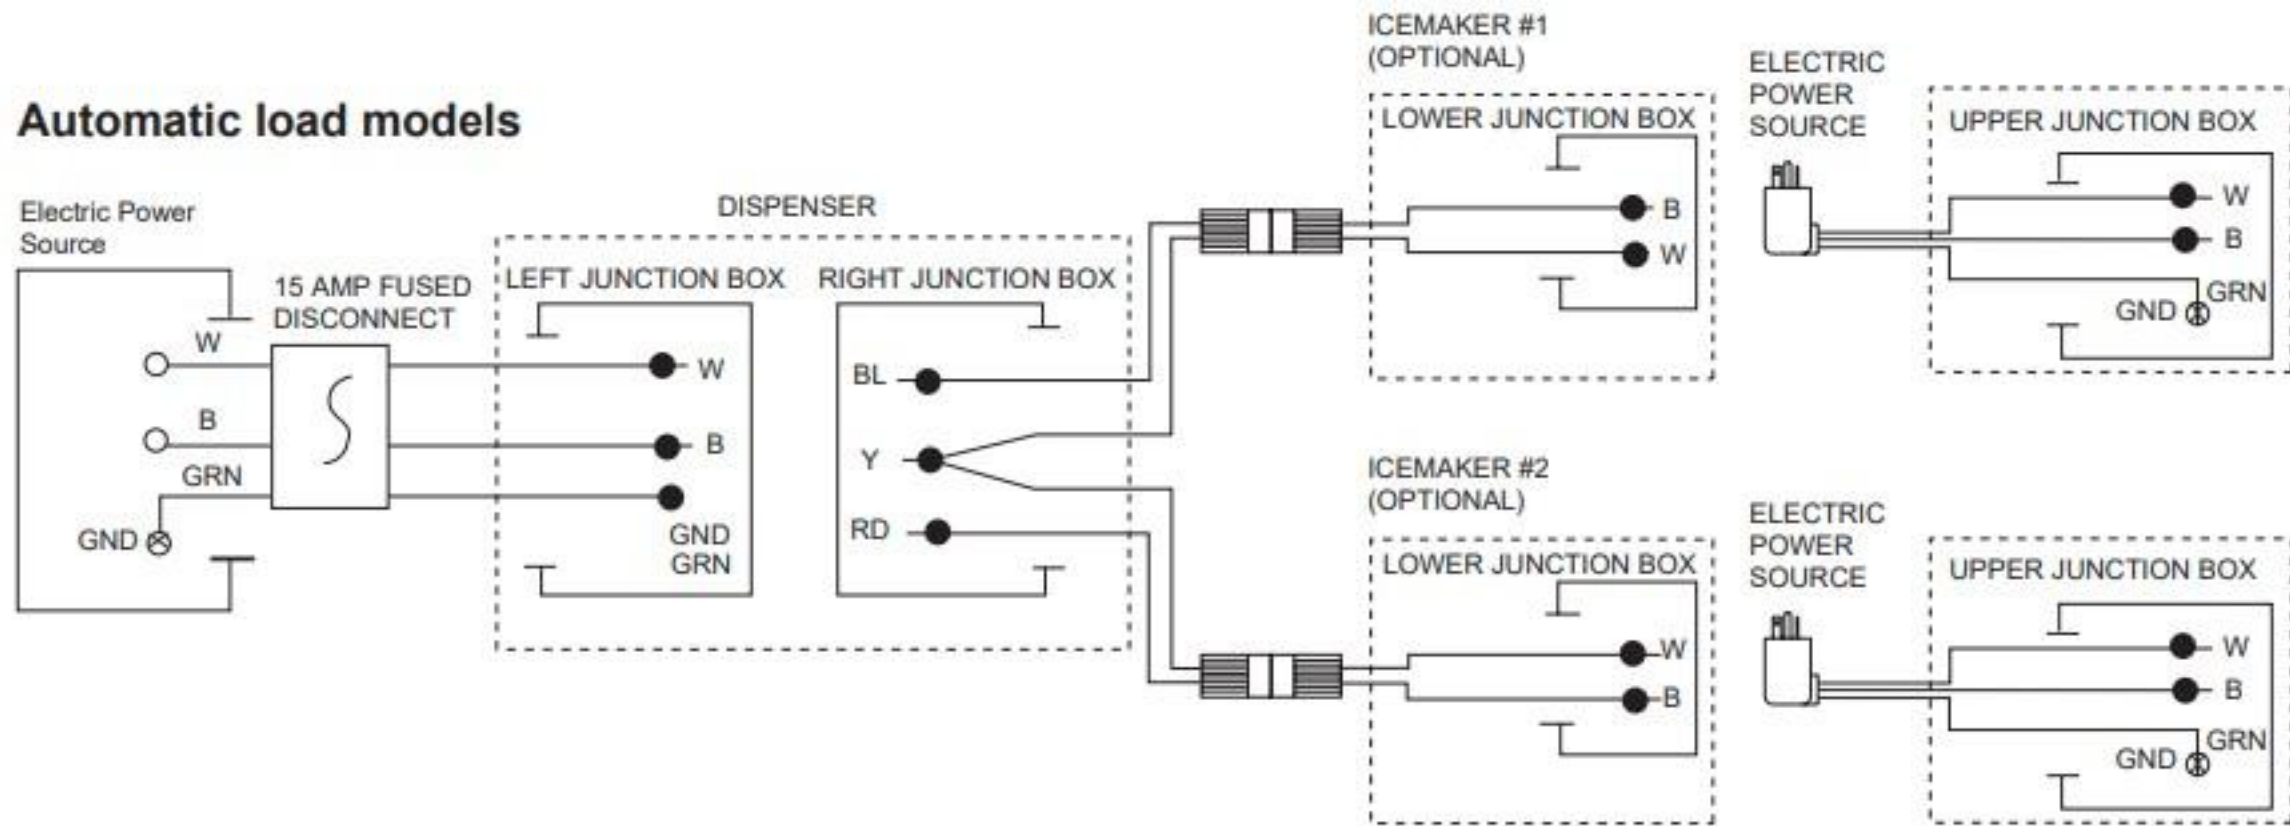 Automatic load models
Electric Power
Source
W
B
GRN
GND
15 AMP FUSED
DISCONNECT
DISPENSER
LEFT JUNCTION BOX
W
B
GND
GRN
RIGHT JUNCTION BOX
BL
Y
RD
ICEMAKER #1
(OPTIONAL)
LOWER JUNCTION BOX
B
W
ELECTRIC
POWER
SOURCE
UPPER JUNCTION BOX
W
B
GRN
GND
ICEMAKER #2
(OPTIONAL)
LOWER JUNCTION BOX
W
B
ELECTRIC
POWER
SOURCE
UPPER JUNCTION BOX
W
B
GRN
GND